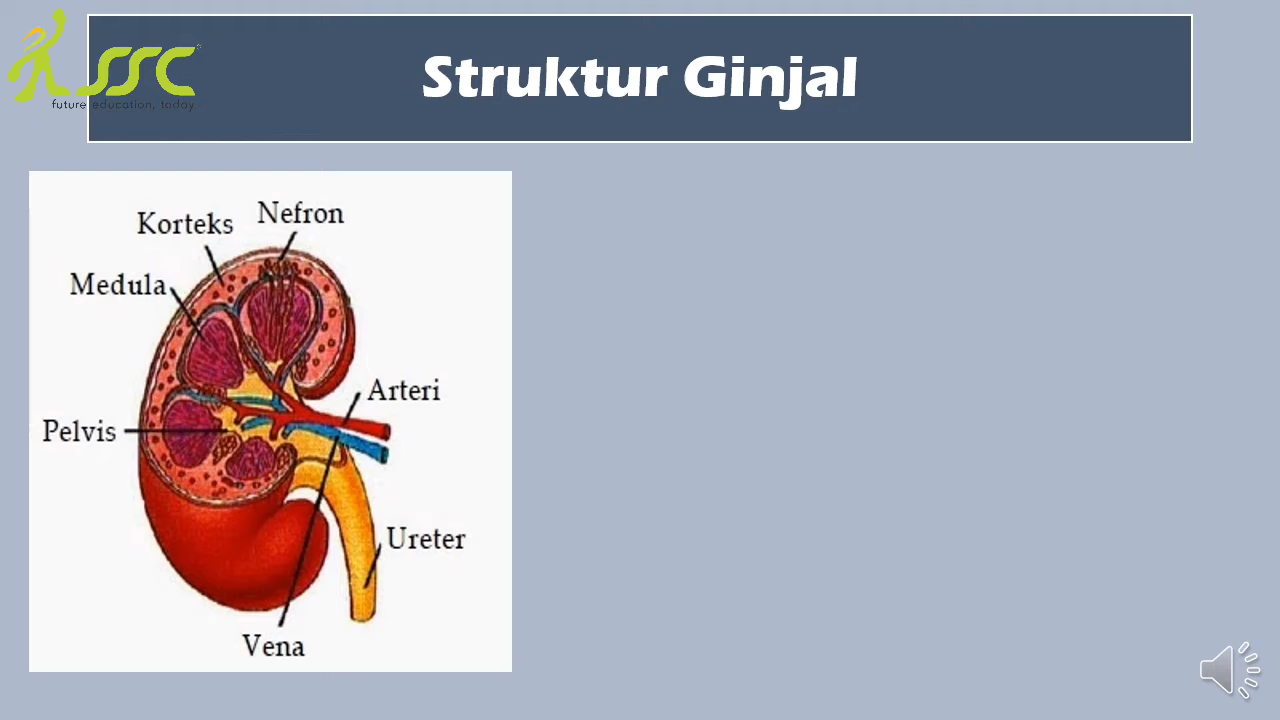 SSC
future education, today
Struktur Ginjal
Nefron
Korteks
Medula
Arteri
Pelvis
Ureter
Vena